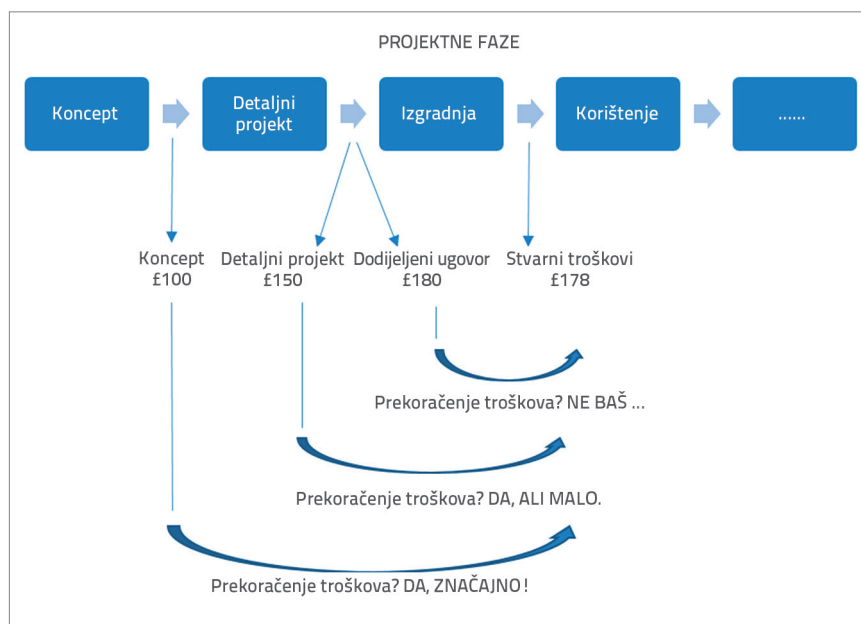 PROJEKTNE FAZE
Koncept
Detaljni
projekt
Izgradnja
Korištenje
......
Koncept
£100
Detaljni projekt
£150
Dodijeljeni ugovor
£180
Stvarni troškovi
£178
Prekoračenje troškova? NE BAŠ ...
Prekoračenje troškova? DA, ALI MALO.
Prekoračenje troškova? DA, ZNAČAJNO!